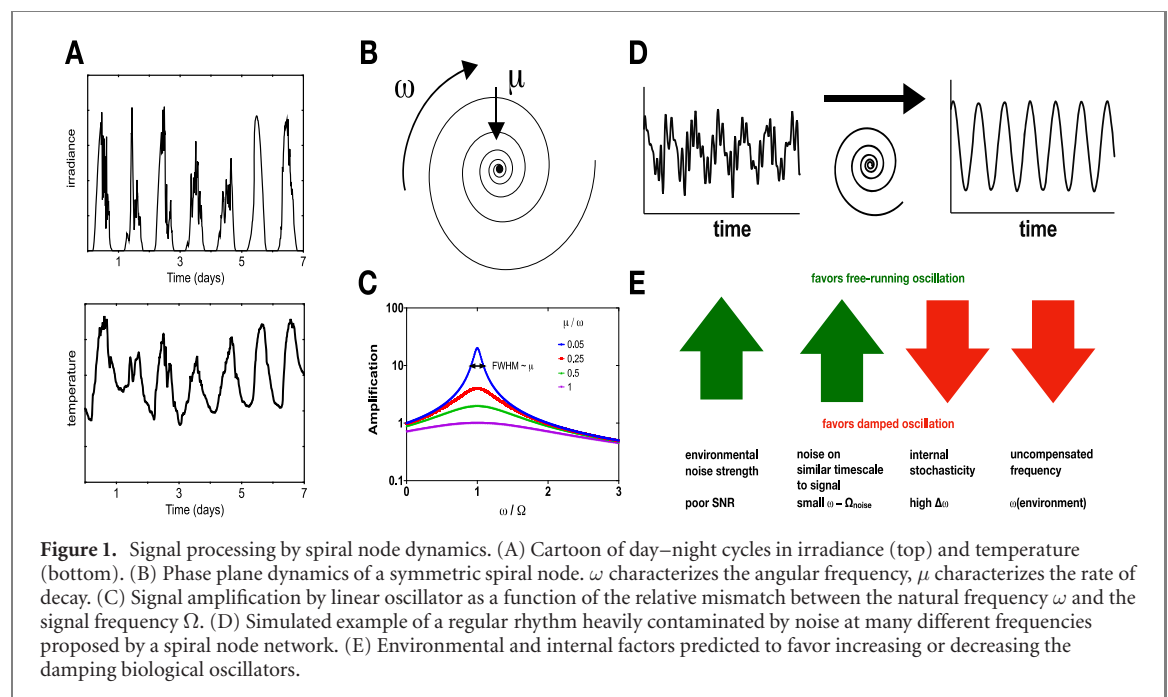 A
irradiance
1 3 5 7
Time (days)
temperature
1 3 5 7
Time (days)
B
ω
μ
C
Amplification
100
10
1
0.1
μ / ω
0.05
0.25
0.5
1
FWHM ~ μ
0 1 2 3
ω / Ω
D
time
time
E
favors free-running oscillation
favors damped oscillation
environmental
noise strength
poor SNR
noise on
similar timescale
to signal
small ω – Ωnoise
internal
stochasticity
high Δω
uncompensated
frequency
ω(environment)
Figure 1. Signal processing by spiral node dynamics. (A) Cartoon of day–night cycles in irradiance (top) and temperature
(bottom). (B) Phase plane dynamics of a symmetric spiral node. ω characterizes the angular frequency, μ characterizes the rate of
decay. (C) Signal amplification by linear oscillator as a function of the relative mismatch between the natural frequency ω and the
signal frequency Ω. (D) Simulated example of a regular rhythm heavily contaminated by noise at many different frequencies
proposed by a spiral node network. (E) Environmental and internal factors predicted to favor increasing or decreasing the
damping biological oscillators.